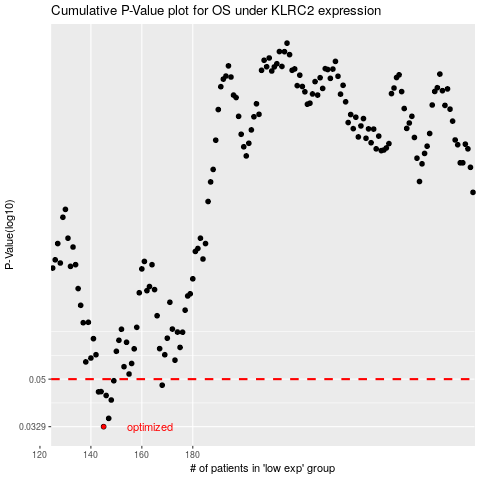 Cumulative P-Value plot for OS under KLRC2 expression
P-Value(log10)
0.05
0.0329
optimized
120 140 160 180
# of patients in 'low exp' group